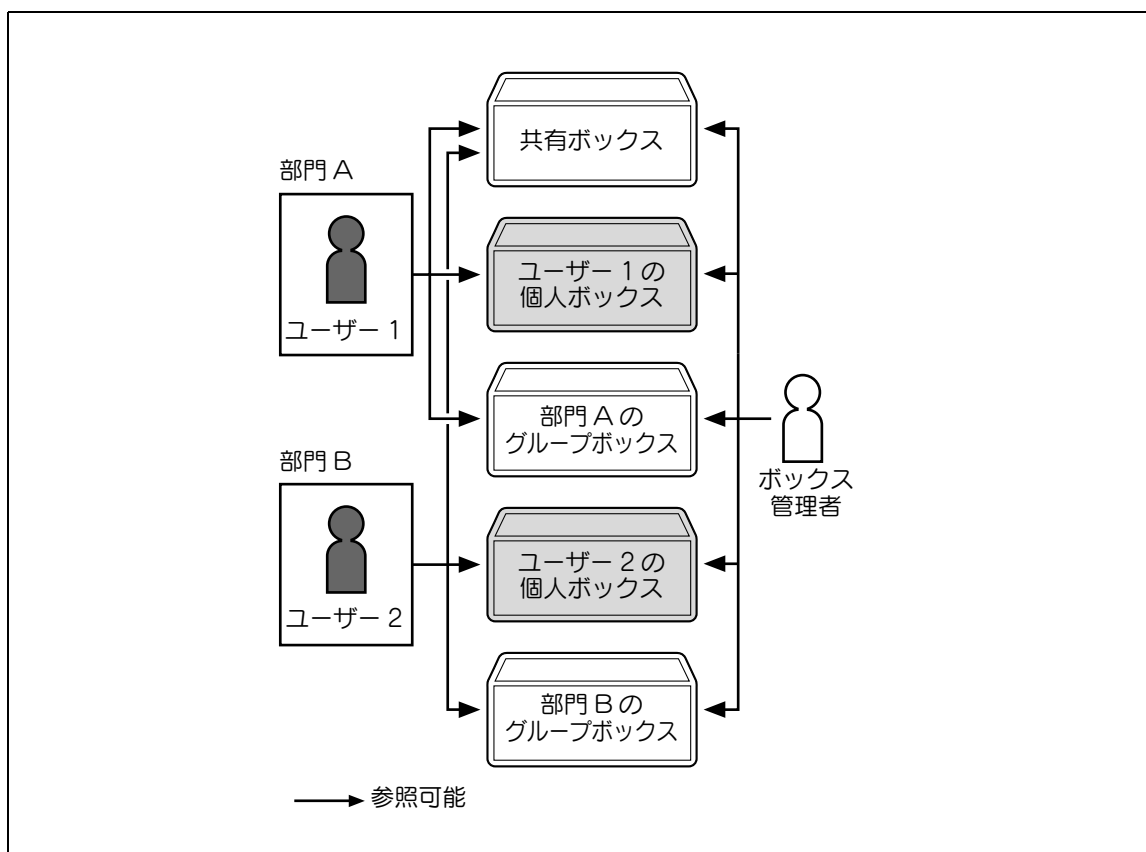 共有ボックス
部門 A
ユーザー 1
ユーザー 1 の
個人ボックス
部門 A の
グループボックス
部門 B
ユーザー 2
ユーザー 2 の
個人ボックス
部門 B の
グループボックス
ボックス
管理者
参照可能